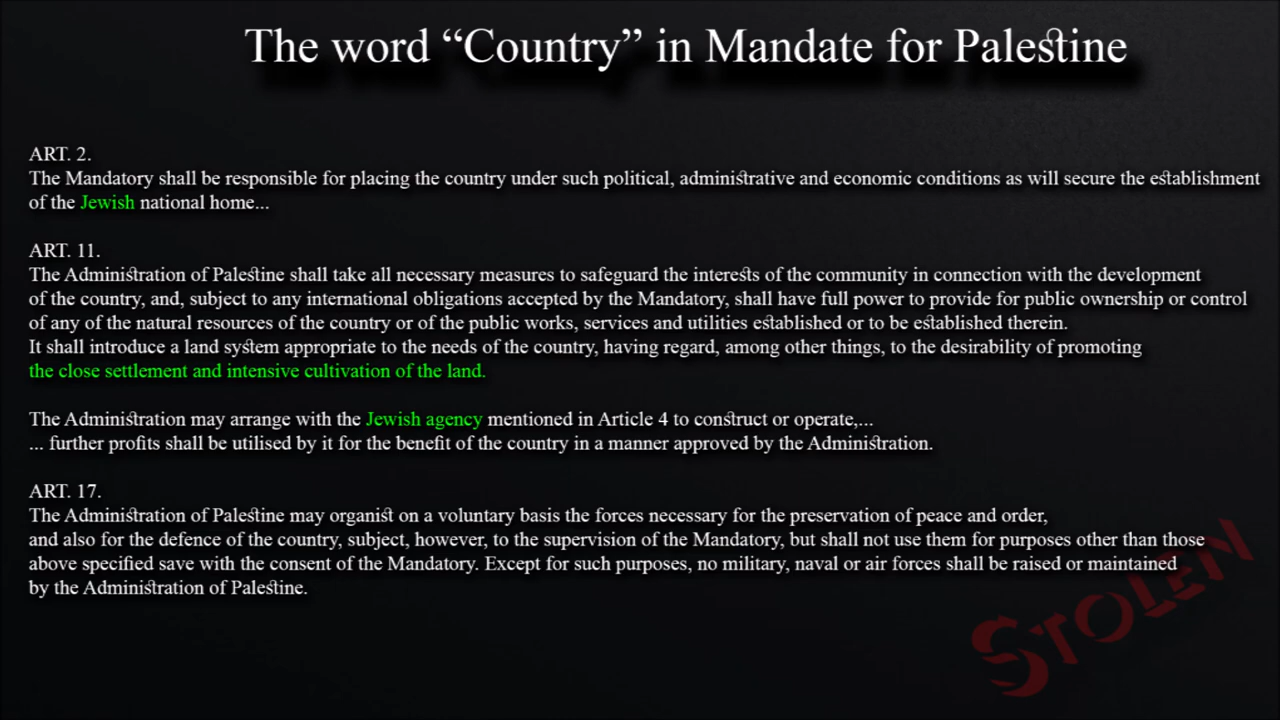 The word “Country” in Mandate for Palestine
ART. 2.
The Mandatory shall be responsible for placing the country under such political, administrative and economic conditions as will secure the establishment
of the Jewish national home...
ART. 11.
The Administration of Palestine shall take all necessary measures to safeguard the interests of the community in connection with the development
of the country, and, subject to any international obligations accepted by the Mandatory, shall have full power to provide for public ownership or control
of any of the natural resources of the country or of the public works, services and utilities established or to be established therein.
It shall introduce a land system appropriate to the needs of the country, having regard, among other things, to the desirability of promoting
the close settlement and intensive cultivation of the land.
The Administration may arrange with the Jewish agency mentioned in Article 4 to construct or operate,...
... further profits shall be utilised by it for the benefit of the country in a manner approved by the Administration.
ART. 17.
The Administration of Palestine may organist on a voluntary basis the forces necessary for the preservation of peace and order,
and also for the defence of the country, subject, however, to the supervision of the Mandatory, but shall not use them for purposes other than those
above specified save with the consent of the Mandatory. Except for such purposes, no military, naval or air forces shall be raised or maintained
by the Administration of Palestine.
STOLEN